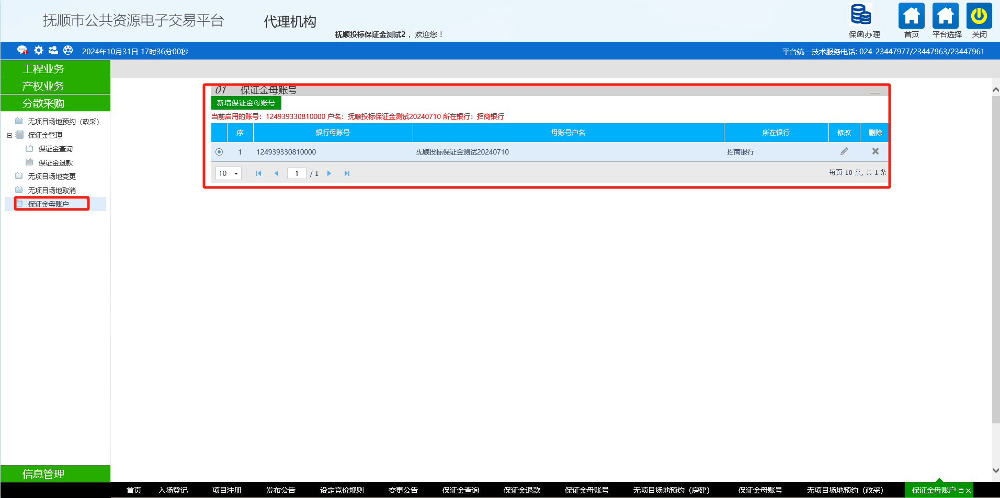 抚顺市公共资源电子交易平台
代理机构
抚顺投标保证金测试2 ，欢迎您！
保函办理
首页
平台选择
关闭
2024年10月31日 17时36分00秒
平台统一技术服务电话: 024-23447977/23447963/23447961
工程业务
产权业务
分散采购
无项目场地预约（政采）
保证金管理
保证金查询
保证金退款
无项目场地变更
无项目场地取消
保证金母账户
信息管理
01 保证金母账号
新增保证金母账号
当前启用的账号：124939330810000 户名：抚顺投标保证金测试20240710 所在银行：招商银行
序 银行母账号 母账号户名 所在银行 修改 删除
1 124939330810000 抚顺投标保证金测试20240710 招商银行
10 1 / 1 每页 10 条, 共 1 条
首页 入场登记 项目注册 发布公告 设定竞价规则 变更公告 保证金查询 保证金退款 保证金母账号 无项目场地预约（房建） 保证金母账号 无项目场地预约（政采） 保证金母账户